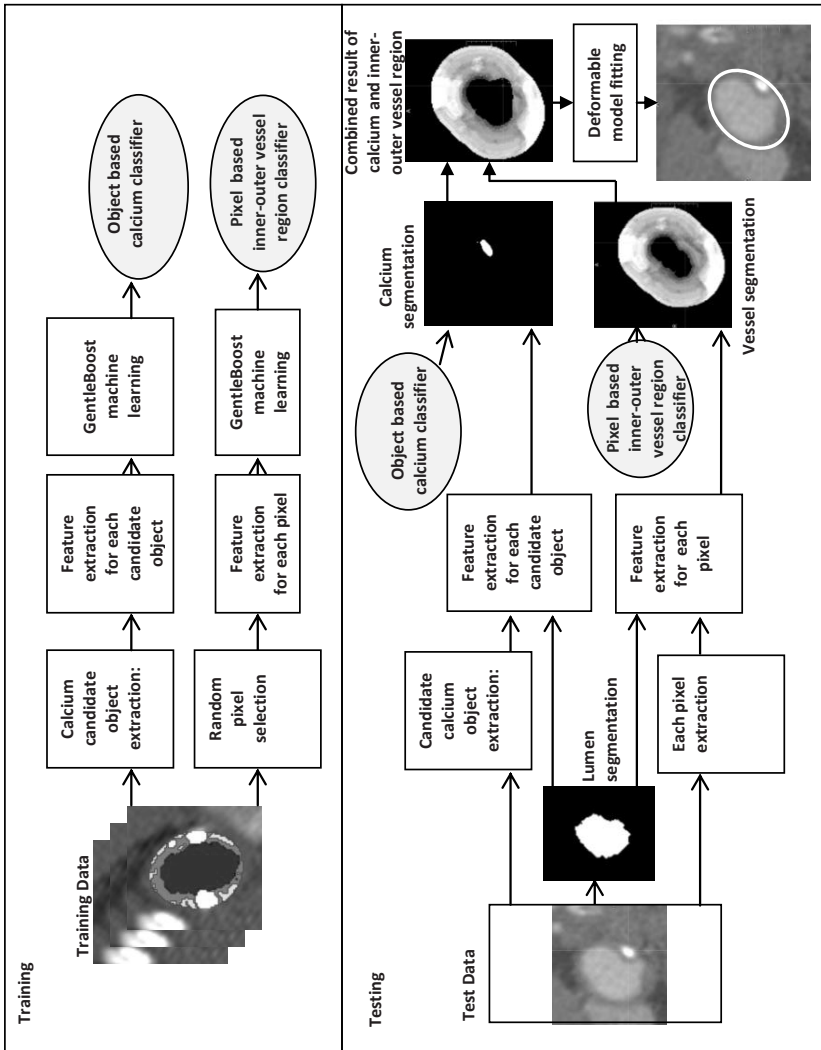 Training
Training Data
Calcium
candidate
object
extraction:
Feature
extraction
for each
candidate
object
GentleBoost
machine
learning
Object based
calcium classifier
Random
pixel
selection
Feature
extraction
for each pixel
GentleBoost
machine
learning
Pixel based
inner-outer vessel
region classifier
Testing
Test Data
Candidate
calcium
object
extraction:
Lumen
segmentation
Each pixel
extraction
Feature
extraction
for each
candidate
object
Feature
extraction
for each
pixel
Object based
calcium classifier
Pixel based
inner-outer
vessel region
classifier
Calcium
segmentation
Vessel segmentation
Combined result of
calcium and inner-
outer vessel region
Deformable
model fitting